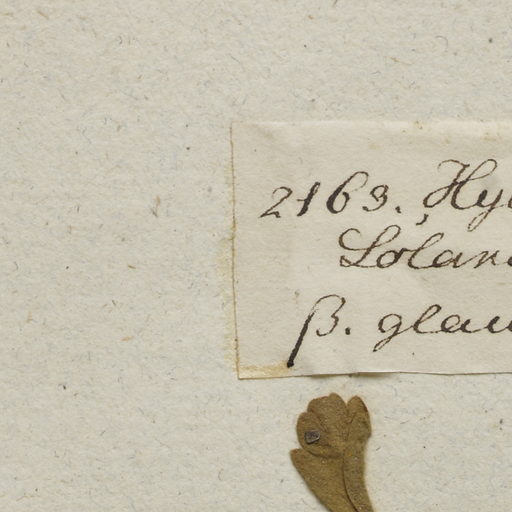 2163. Hy
Solan
β. glau